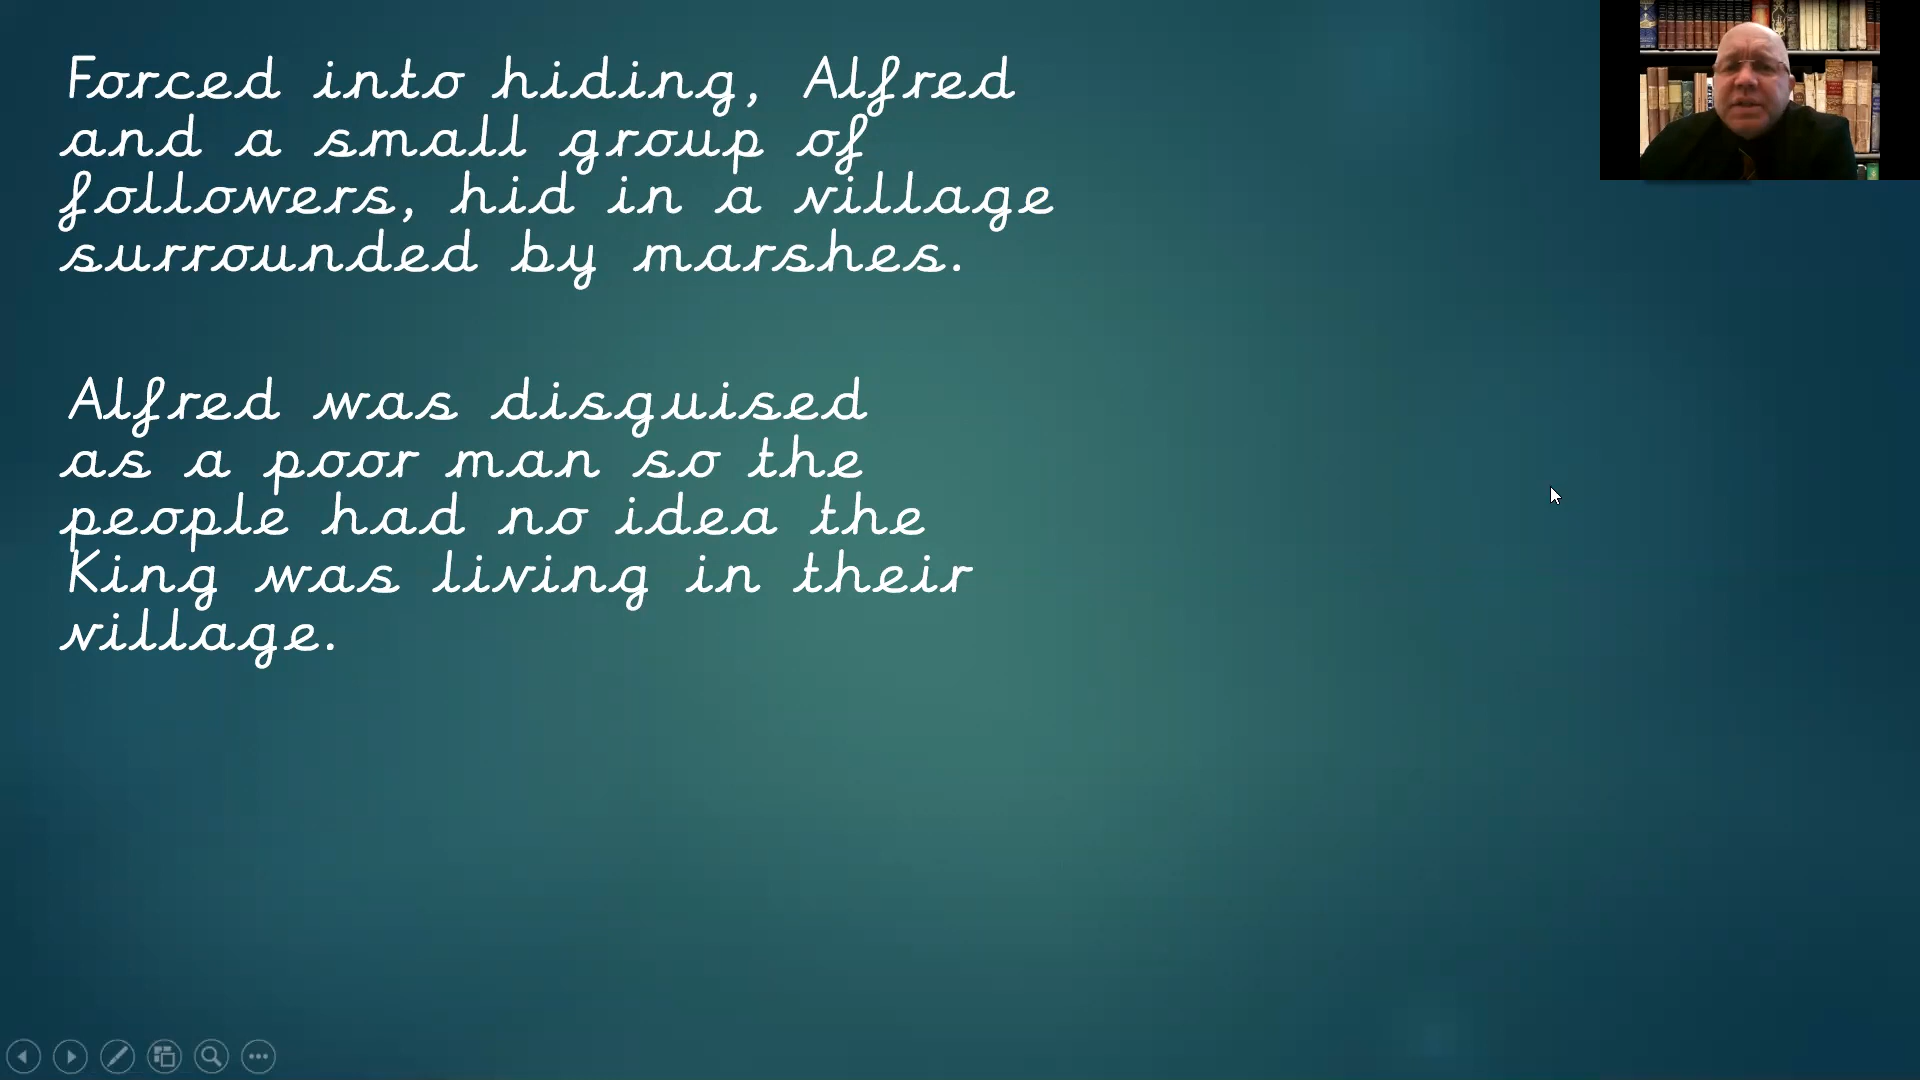 Forced into hiding, Alfred
and a small group of
followers, hid in a village
surrounded by marshes.
Alfred was disguised
as a poor man so the
people had no idea the
King was living in their
village.